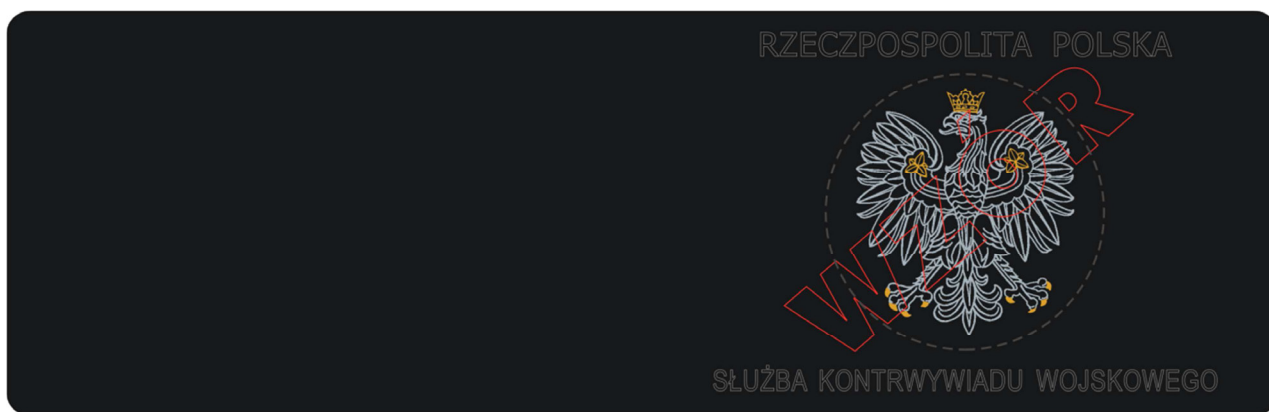 RZECZPOSPOLITA POLSKA
WZÓR
SŁUŻBA KONTRWYWIADU WOJSKOWEGO